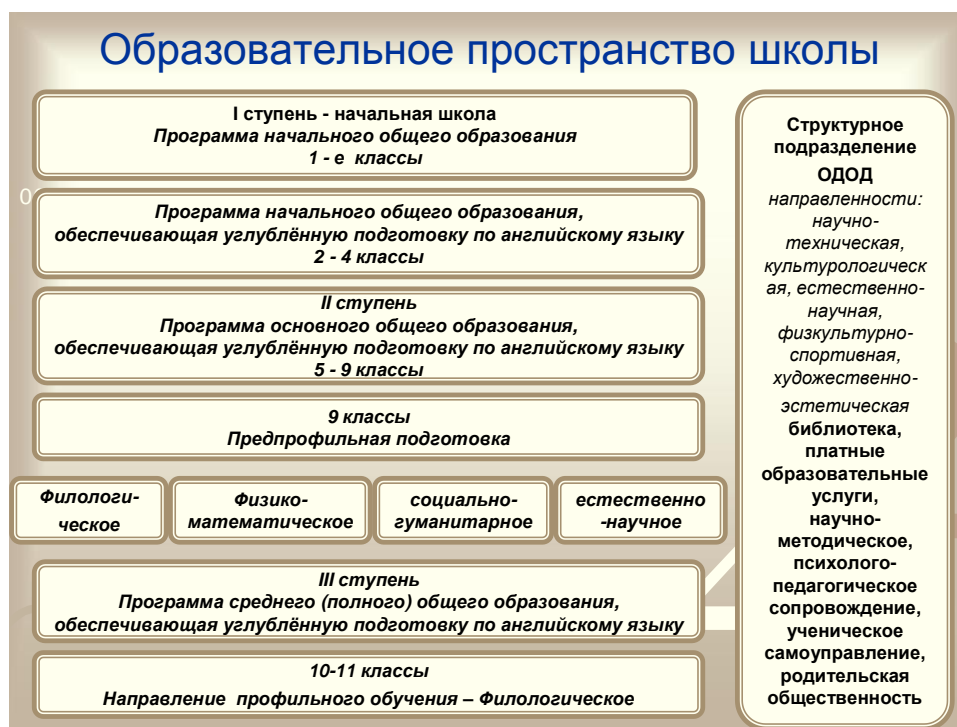 Образовательное пространство школы
I ступень - начальная школа
Программа начального общего образования
1 - е классы
Программа начального общего образования,
обеспечивающая углублённую подготовку по английскому языку
2 - 4 классы
II ступень
Программа основного общего образования,
обеспечивающая углублённую подготовку по английскому языку
5 - 9 классы
9 классы
Предпрофильная подготовка
Филологи-
ческое
Физико-
математическое
социально-
гуманитарное
естественно
-научное
III ступень
Программа среднего (полного) общего образования,
обеспечивающая углублённую подготовку по английскому языку
10-11 классы
Направление профильного обучения – Филологическое
Структурное
подразделение
ОДОД
направленности:
научно-
техническая,
культурологическ
ая, естественно-
научная,
физкультурно-
спортивная,
художественно-
эстетическая
библиотека,
платные
образовательные
услуги,
научно-
методическое,
психолого-
педагогическое
сопровождение,
ученическое
самоуправление,
родительская
общественность